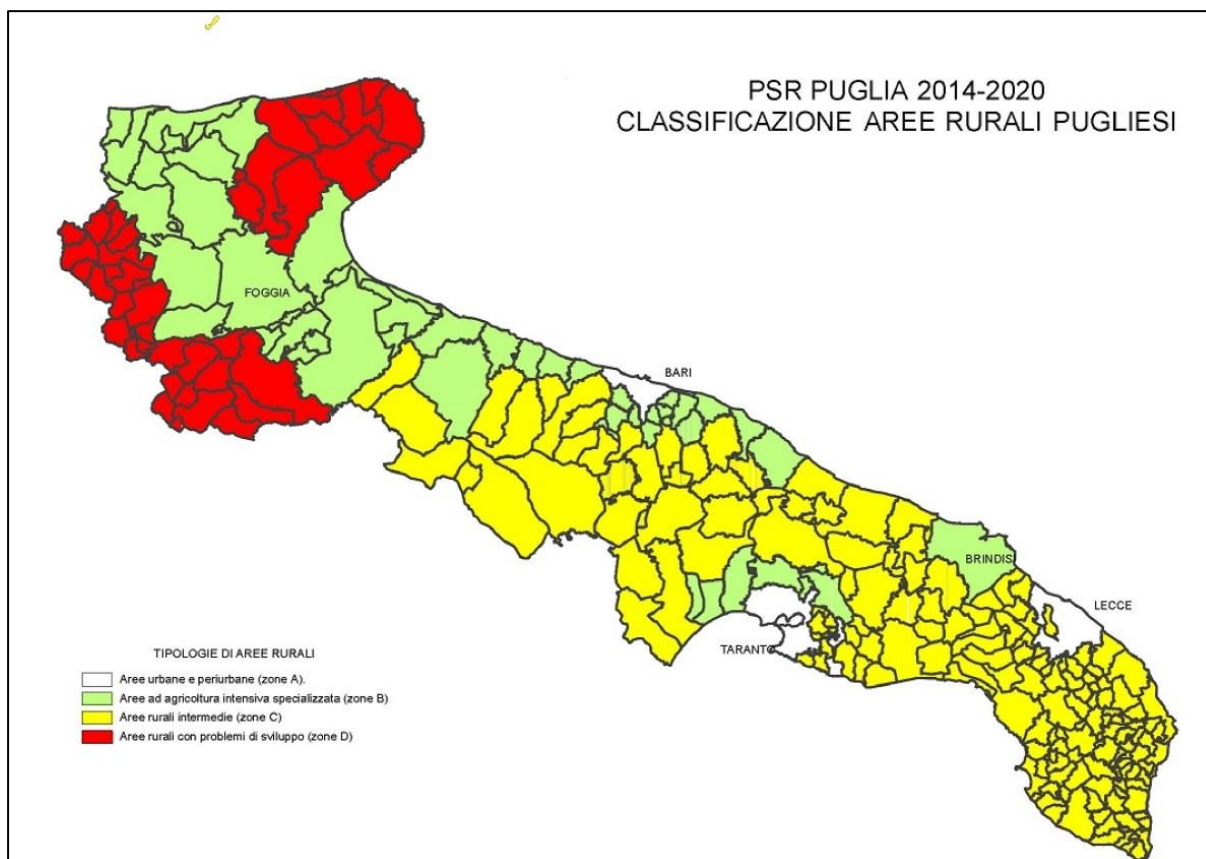 PSR PUGLIA 2014-2020
CLASSIFICAZIONE AREE RURALI PUGLIESI
FOGGIA
BARI
BRINDISI
LECCE
TARANTO
TIPOLOGIE DI AREE RURALI
Aree urbane e periurbane (zone A).
Aree ad agricoltura intensiva specializzata (zone B)
Aree rurali intermedie (zone C)
Aree rurali con problemi di sviluppo (zone D)